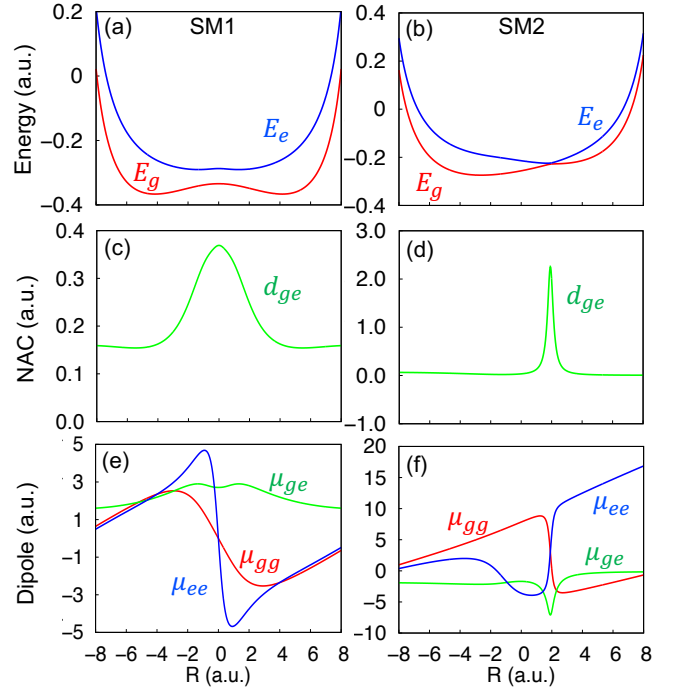 SM1
SM2
(a)
(b)
Energy (a.u.)
0.2
0
−0.2
−0.4
E_e
E_g
0.4
0.2
0
−0.2
−0.4
E_e
E_g
(c)
(d)
NAC (a.u.)
0.4
0.3
0.2
0.1
0.0
d_ge
3.0
2.0
1.0
0.0
−1.0
d_ge
(e)
(f)
Dipole (a.u.)
5
3
1
−1
−3
−5
μ_ge
μ_gg
μ_ee
20
15
10
5
0
−5
−10
μ_gg
μ_ee
μ_ge
−8 −6 −4 −2 0 2 4 6 8
R (a.u.)
−8 −6 −4 −2 0 2 4 6 8
R (a.u.)